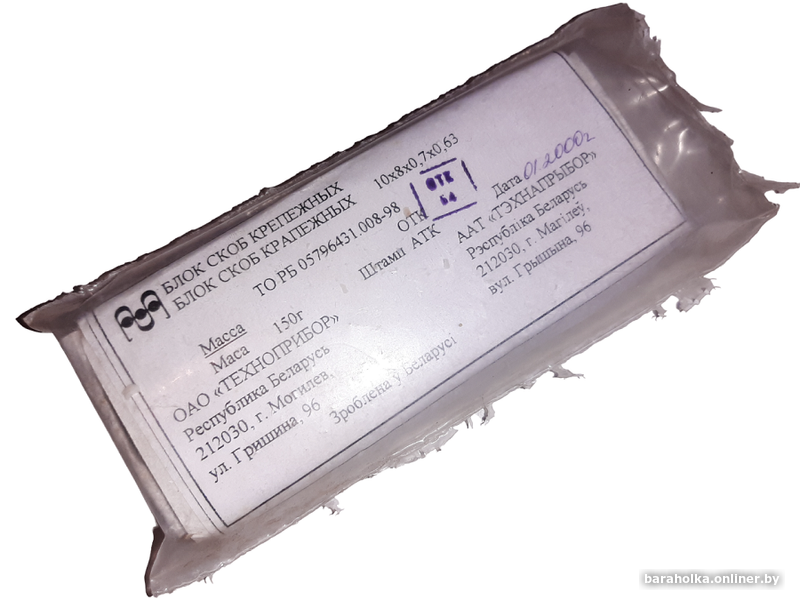 БЛОК СКОБ КРЕПЕЖНЫХ 10х8х0,7х0,63
БЛОК СКОБ КРАПЕЖНЫХ
ТО РБ 05796431.008-98
Масса
Маса
150г
ОТК
Штамп АТК
ОТК
54
Дата 01.2000г
ОАО «ТЕХНОПРИБОР»
Республика Беларусь
212030, г. Могилев,
ул. Гришина, 96
ААТ «ТЭХНАПРЫБОР»
Рэспубліка Беларусь
212030, г. Магілеў,
вул. Грышына, 96
Зроблена ў Беларусі
baraholka.onliner.by